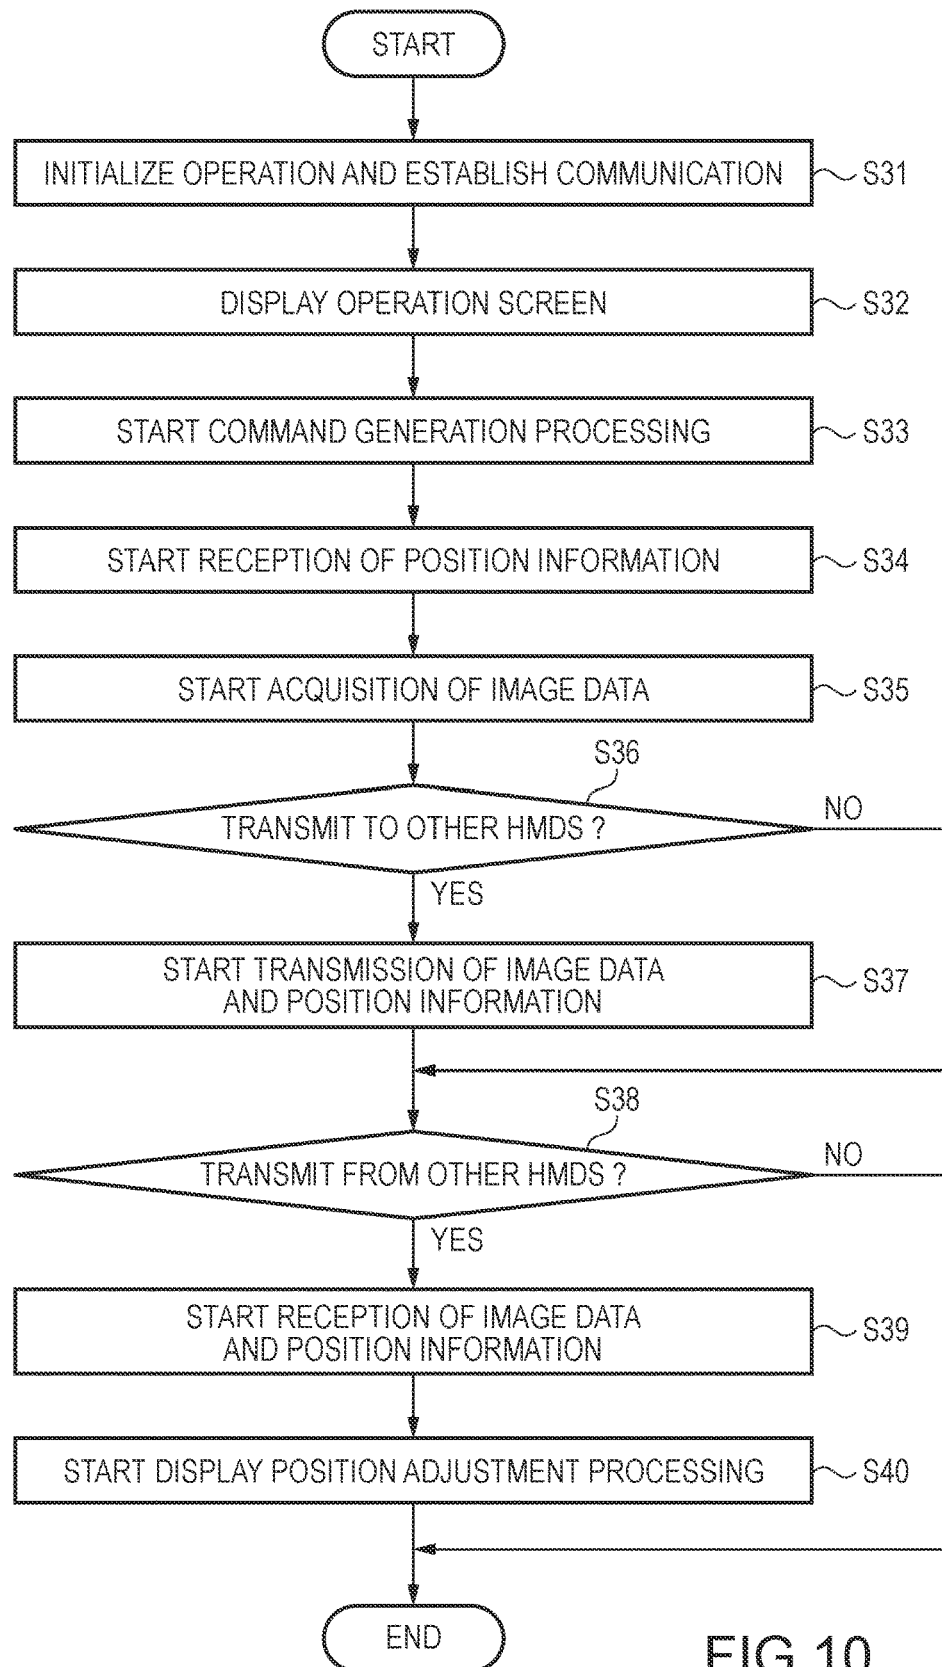 START
INITIALIZE OPERATION AND ESTABLISH COMMUNICATION
S31
DISPLAY OPERATION SCREEN
S32
START COMMAND GENERATION PROCESSING
S33
START RECEPTION OF POSITION INFORMATION
S34
START ACQUISITION OF IMAGE DATA
S35
S36
TRANSMIT TO OTHER HMDS ?
NO
YES
START TRANSMISSION OF IMAGE DATA
AND POSITION INFORMATION
S37
S38
TRANSMIT FROM OTHER HMDS ?
NO
YES
START RECEPTION OF IMAGE DATA
AND POSITION INFORMATION
S39
START DISPLAY POSITION ADJUSTMENT PROCESSING
S40
END
FIG.10